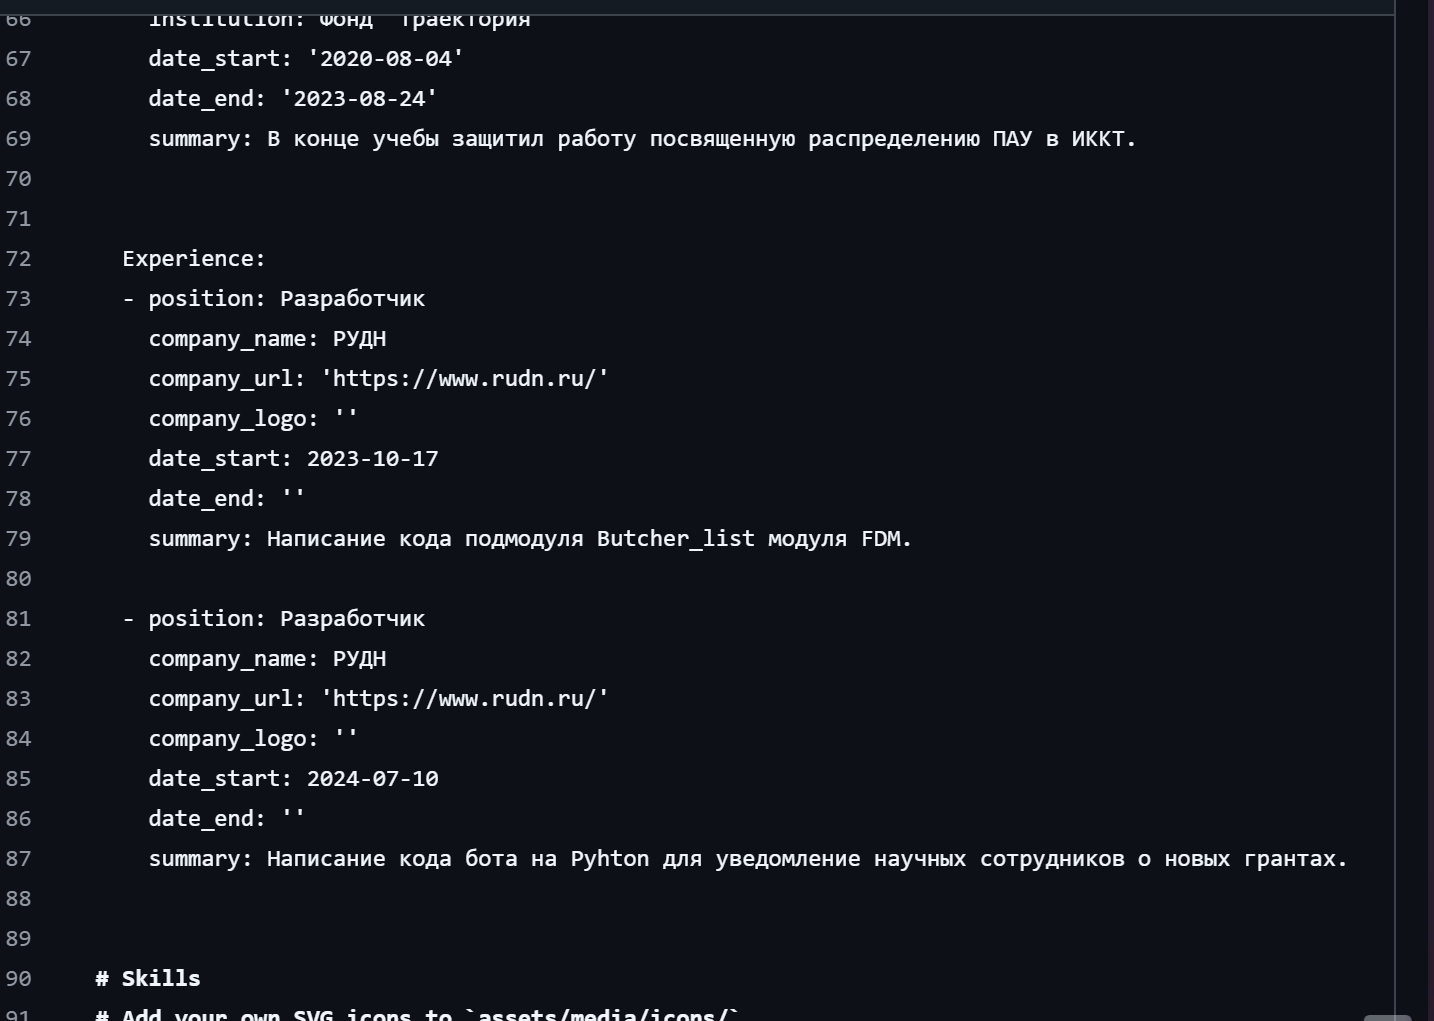 66 institution: Фонд "Траектория
67 date_start: '2020-08-04'
68 date_end: '2023-08-24'
69 summary: В конце учебы защитил работу посвященную распределению ПАУ в ИККТ.
70
71
72 Experience:
73 - position: Разработчик
74 company_name: РУДН
75 company_url: 'https://www.rudn.ru/'
76 company_logo: ''
77 date_start: 2023-10-17
78 date_end: ''
79 summary: Написание кода подмодуля Butcher_list модуля FDM.
80
81 - position: Разработчик
82 company_name: РУДН
83 company_url: 'https://www.rudn.ru/'
84 company_logo: ''
85 date_start: 2024-07-10
86 date_end: ''
87 summary: Написание кода бота на Pyhton для уведомление научных сотрудников о новых грантах.
88
89
90 # Skills
91 # Add your own SVG icons to `assets/media/icons/`